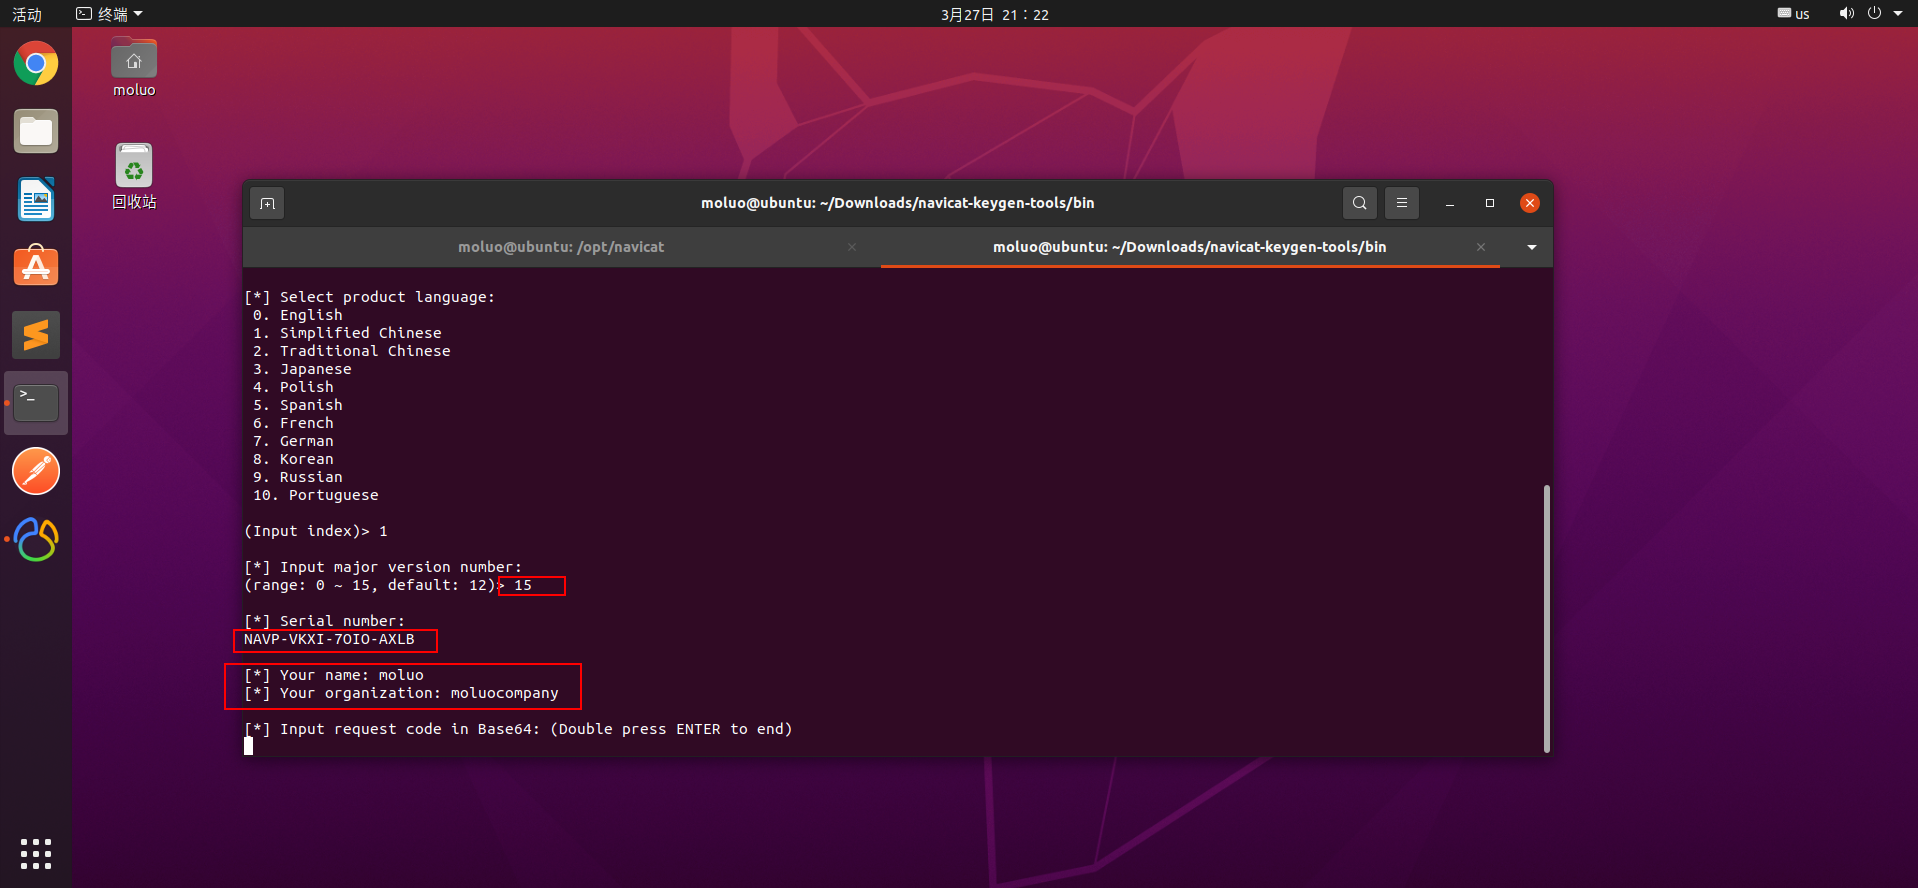 活动 终端 3月27日 21：22 us
moluo
回收站
moluo@ubuntu: ~/Downloads/navicat-keygen-tools/bin
moluo@ubuntu: /opt/navicat moluo@ubuntu: ~/Downloads/navicat-keygen-tools/bin
[*] Select product language:
0. English
1. Simplified Chinese
2. Traditional Chinese
3. Japanese
4. Polish
5. Spanish
6. French
7. German
8. Korean
9. Russian
10. Portuguese
(Input index)> 1
[*] Input major version number:
(range: 0 ~ 15, default: 12)> 15
[*] Serial number:
NAVP-VKXI-7OIO-AXLB
[*] Your name: moluo
[*] Your organization: moluocompany
[*] Input request code in Base64: (Double press ENTER to end)